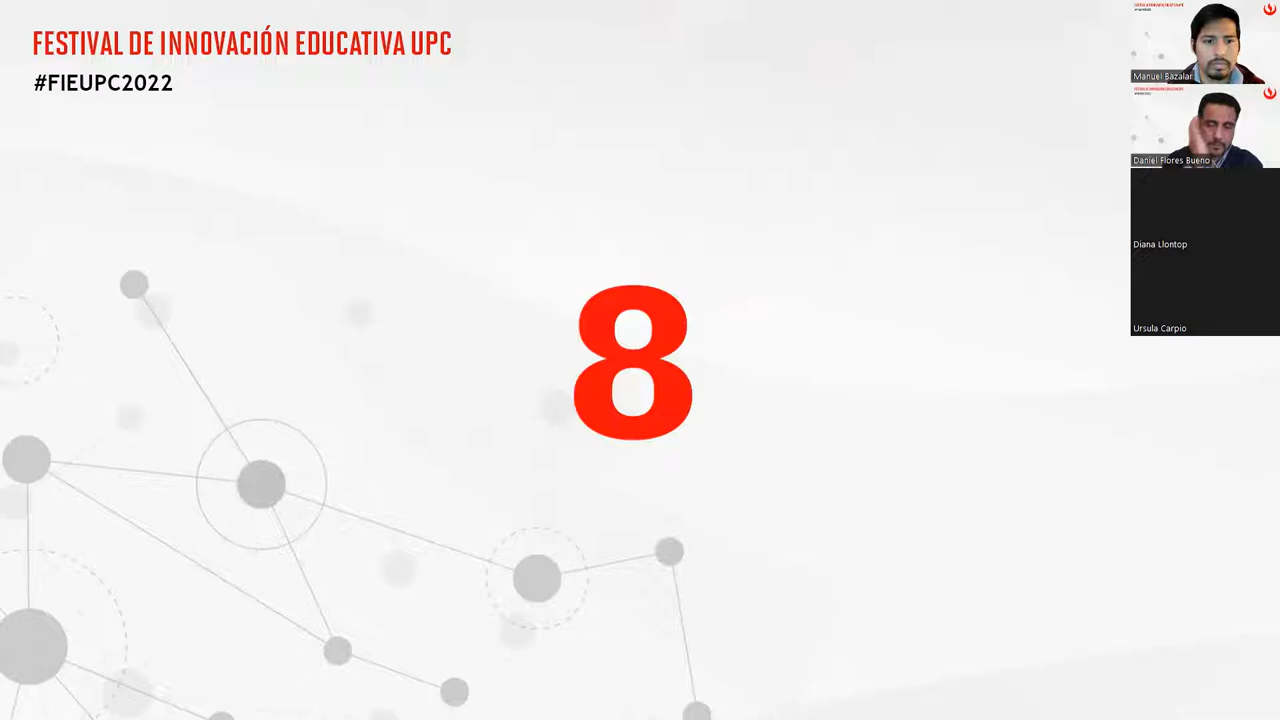 FESTIVAL DE INNOVACIÓN EDUCATIVA UPC
#FIEUPC2022
8
Manuel Bazalar
Daniel Flores Bueno
Diana Llontop
Ursula Carpio